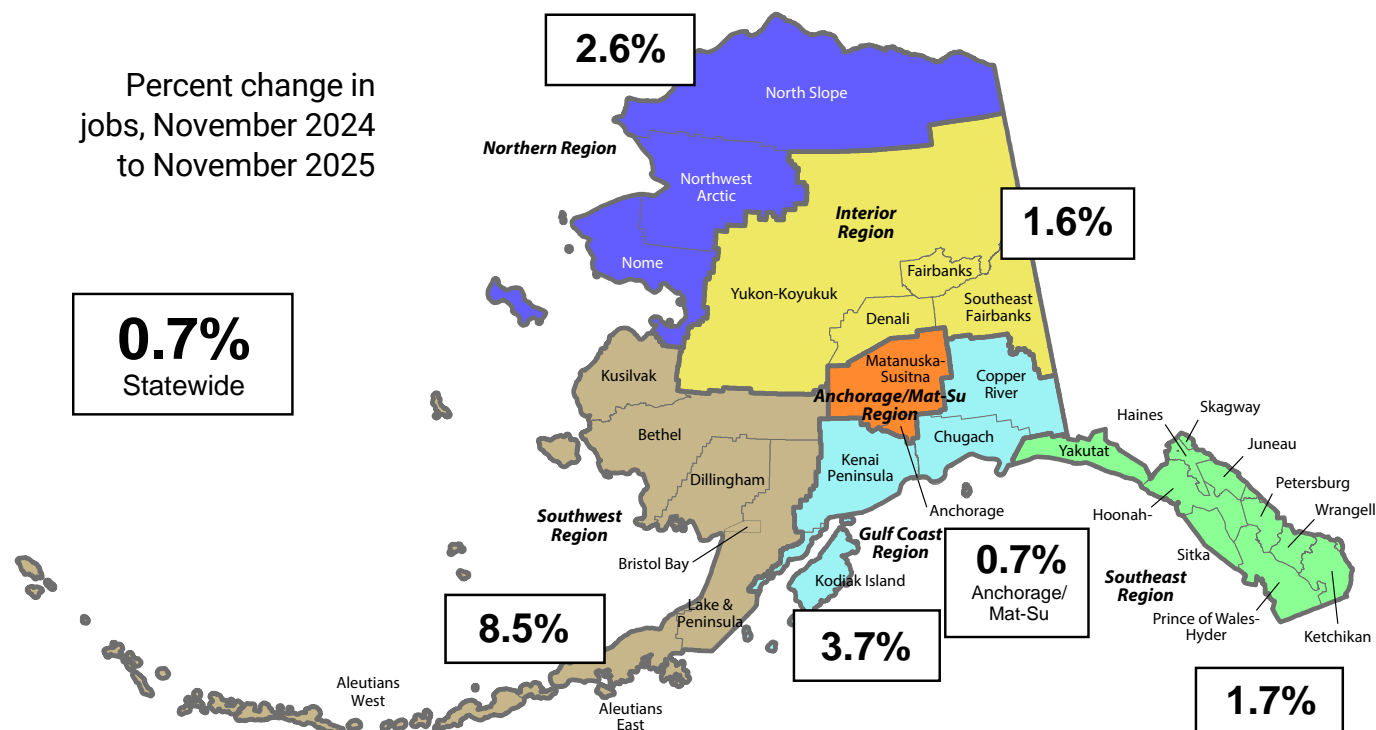 Percent change in
jobs, November 2024
to November 2025
2.6%
North Slope
Northern Region
Northwest
Arctic
Nome
Interior
Region
1.6%
Fairbanks
Yukon-Koyukuk
Southeast
Fairbanks
Denali
0.7%
Statewide
Kusilvak
Matanuska-
Susitna
Anchorage/Mat-Su
Region
Copper
River
Bethel
Chugach
Dillingham
Kenai
Peninsula
Anchorage
Southwest
Region
Bristol Bay
Gulf Coast
Region
Kodiak Island
Lake &
Peninsula
8.5%
3.7%
0.7%
Anchorage/
Mat-Su
Aleutians
West
Aleutians
East
Yakutat
Haines
Skagway
Juneau
Petersburg
Wrangell
Hoonah-
Sitka
Southeast
Region
Prince of Wales-
Hyder
Ketchikan
1.7%